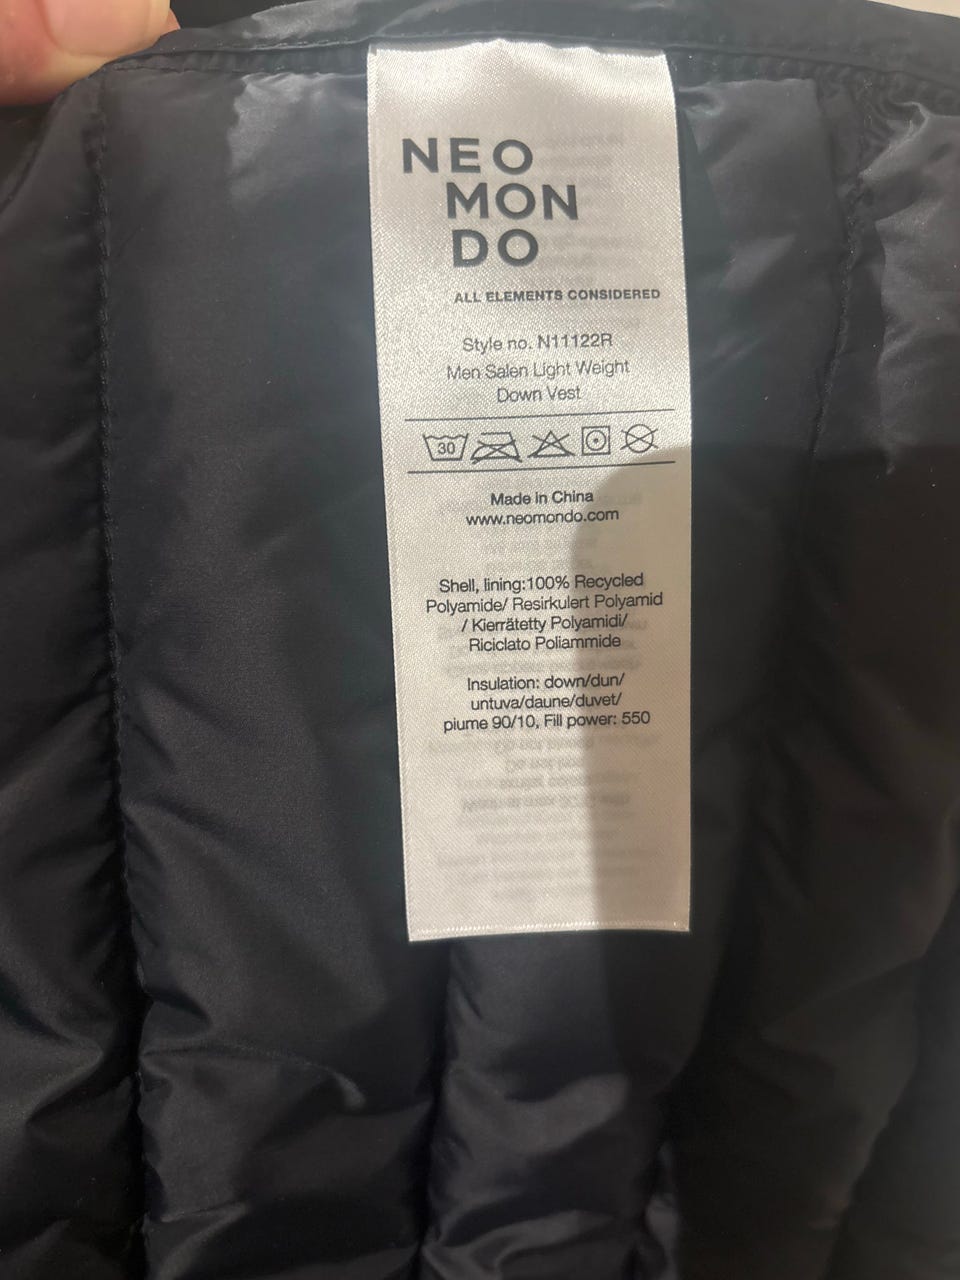 NEO
MON
DO
ALL ELEMENTS CONSIDERED
Style no. N11122R
Men Salen Light Weight
Down Vest
30
Made in China
www.neomondo.com
Shell, lining:100% Recycled
Polyamide/ Resirkulert Polyamid
/ Kierrätetty Polyamidi/
Riciclato Poliammide
Insulation: down/dun/
untuva/daune/duvet/
piume 90/10, Fill power: 550